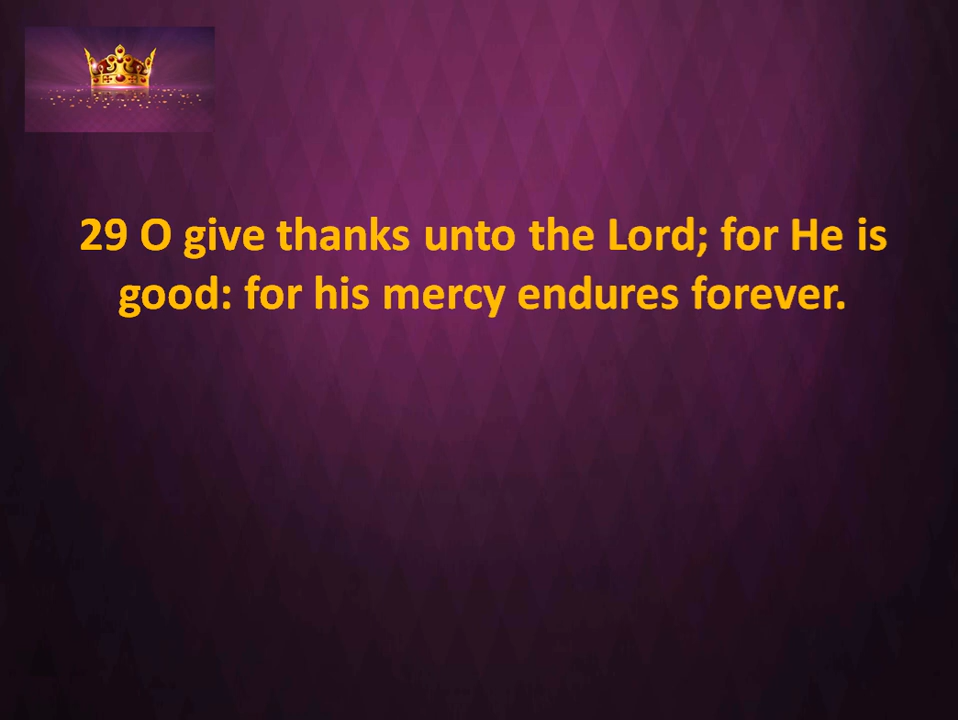 29 O give thanks unto the Lord; for He is
good: for his mercy endures forever.